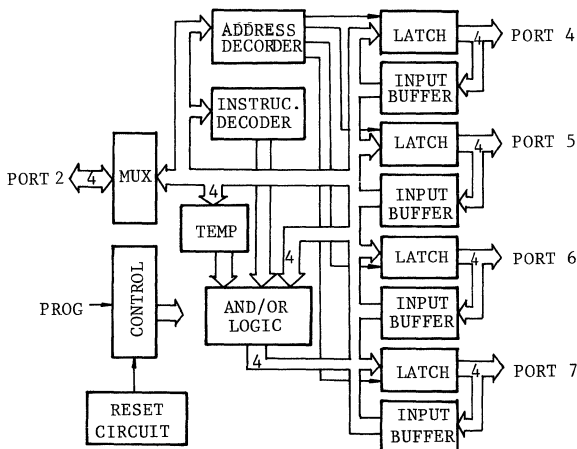 ADDRESS
DECORDER
LATCH
4
PORT 4
INPUT
BUFFER
INSTRUC.
DECODER
LATCH
4
PORT 5
INPUT
BUFFER
PORT 2
4
MUX
4
TEMP
4
LATCH
4
PORT 6
INPUT
BUFFER
PROG
CONTROL
AND/OR
LOGIC
4
LATCH
4
PORT 7
INPUT
BUFFER
RESET
CIRCUIT